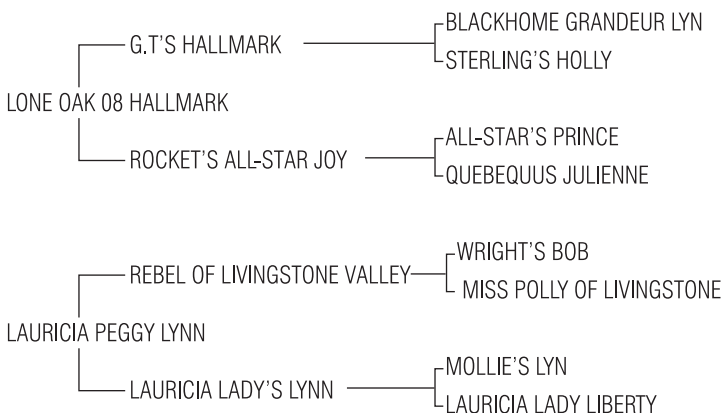 BLACKHOME GRANDEUR LYN
G.T'S HALLMARK
STERLING'S HOLLY
LONE OAK 08 HALLMARK
ALL-STAR'S PRINCE
ROCKET'S ALL-STAR JOY
QUEBEQUUS JULIENNE
WRIGHT'S BOB
REBEL OF LIVINGSTONE VALLEY
MISS POLLY OF LIVINGSTONE
LAURICIA PEGGY LYNN
MOLLIE'S LYN
LAURICIA LADY'S LYNN
LAURICIA LADY LIBERTY